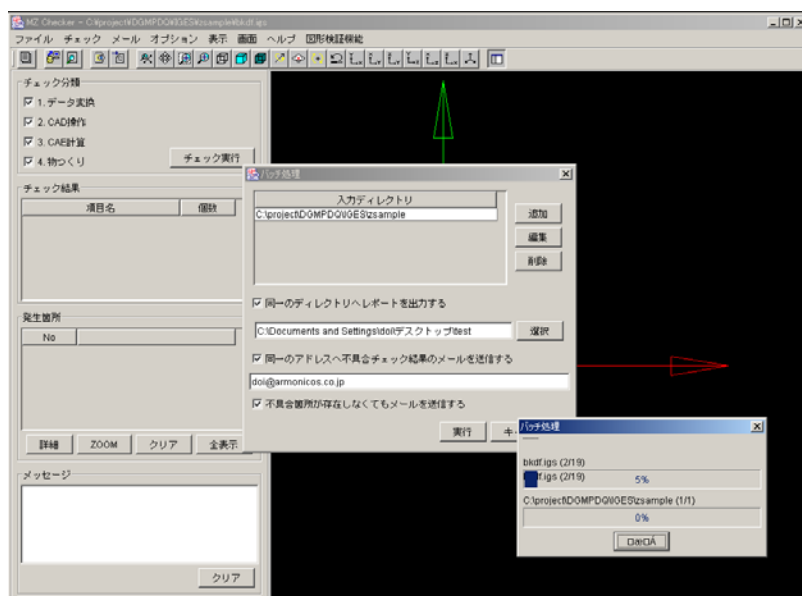 MZ Checker - C:¥project¥DGMPDQ¥IGES¥zsample¥bkdf.igs
ファイル チェック メール オプション 表示 画面 ヘルプ 図形検証機能
チェック分類
1. データ変換
2. CAD操作
3. CAE計算
4. 物つくり
チェック実行
チェック結果
項目名 個数
発生箇所
No
詳細 ZOOM クリア 全表示
メッセージ
クリア
バッチ処理
入力ディレクトリ
C:\project\DGMPDQ\IGES\zsample
追加
編集
削除
同一のディレクトリへレポートを出力する
C:\Documents and Settings\doi\デスクトップ\test
選択
同一のアドレスへ不具合チェック結果のメールを送信する
doi@armonicos.co.jp
不具合箇所が存在しなくてもメールを送信する
実行 キ
バッチ処理
bkdf.igs (2/19)
df.igs (2/19) 5%
C:\project\DGMPDQ\IGES\zsample (1/1)
0%